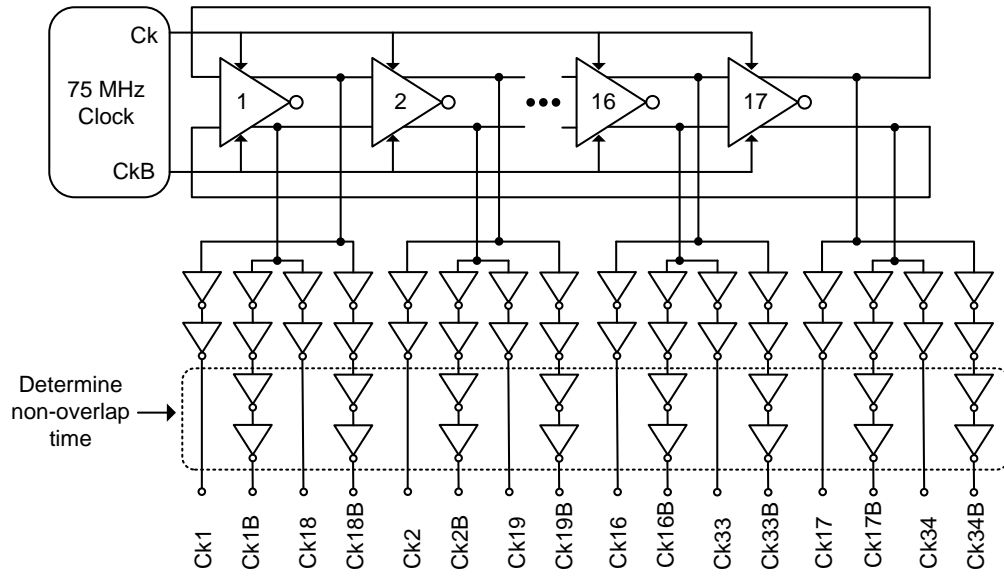 Ck
75 MHz
Clock
CkB
1
2
16
17
Determine
non-overlap
time
Ck1
Ck1B
Ck18
Ck18B
Ck2
Ck2B
Ck19
Ck19B
Ck16
Ck16B
Ck33
Ck33B
Ck17
Ck17B
Ck34
Ck34B